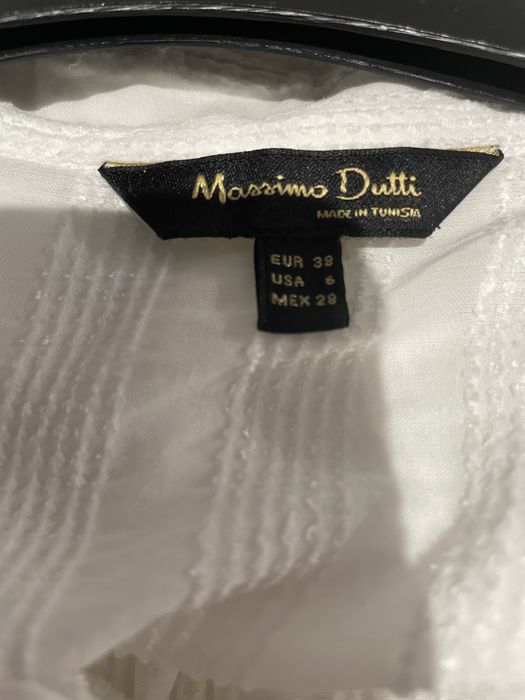 Massimo Dutti
MADE IN TUNISIA
EUR 38
USA 6
MEX 28